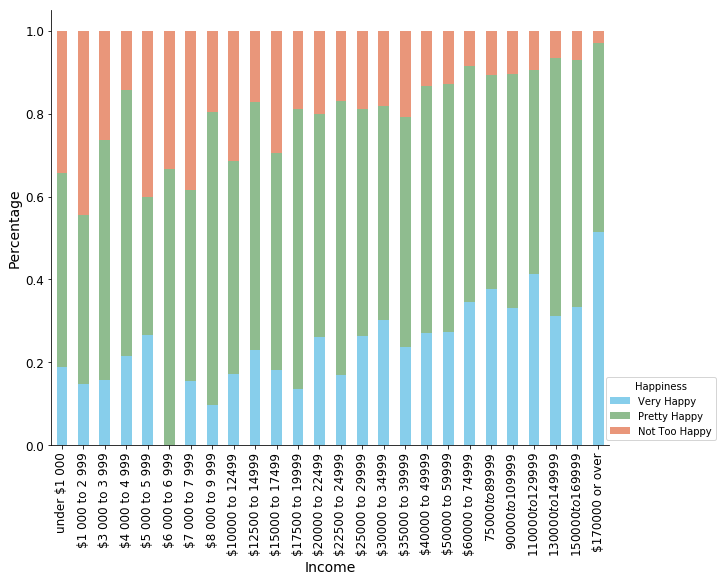 1.0
0.8
0.6
0.4
0.2
0.0
Percentage
under $1 000
$1 000 to 2 999
$3 000 to 3 999
$4 000 to 4 999
$5 000 to 5 999
$6 000 to 6 999
$7 000 to 7 999
$8 000 to 9 999
$10000 to 12499
$12500 to 14999
$15000 to 17499
$17500 to 19999
$20000 to 22499
$22500 to 24999
$25000 to 29999
$30000 to 34999
$35000 to 39999
$40000 to 49999
$50000 to 59999
$60000 to 74999
75000to89999
90000to109999
110000to129999
130000to149999
150000to169999
$170000 or over
Income
Happiness
Very Happy
Pretty Happy
Not Too Happy